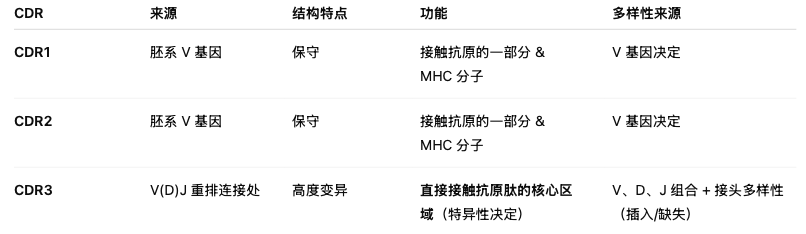 CDR 来源 结构特点 功能 多样性来源
CDR1 胚系 V 基因 保守 接触抗原的一部分 & V 基因决定
MHC 分子
CDR2 胚系 V 基因 保守 接触抗原的一部分 & V 基因决定
MHC 分子
CDR3 V(D)J 重排连接处 高度变异 直接接触抗原肽的核心区 V、D、J 组合 + 接头多样性
域（特异性决定） （插入/缺失）